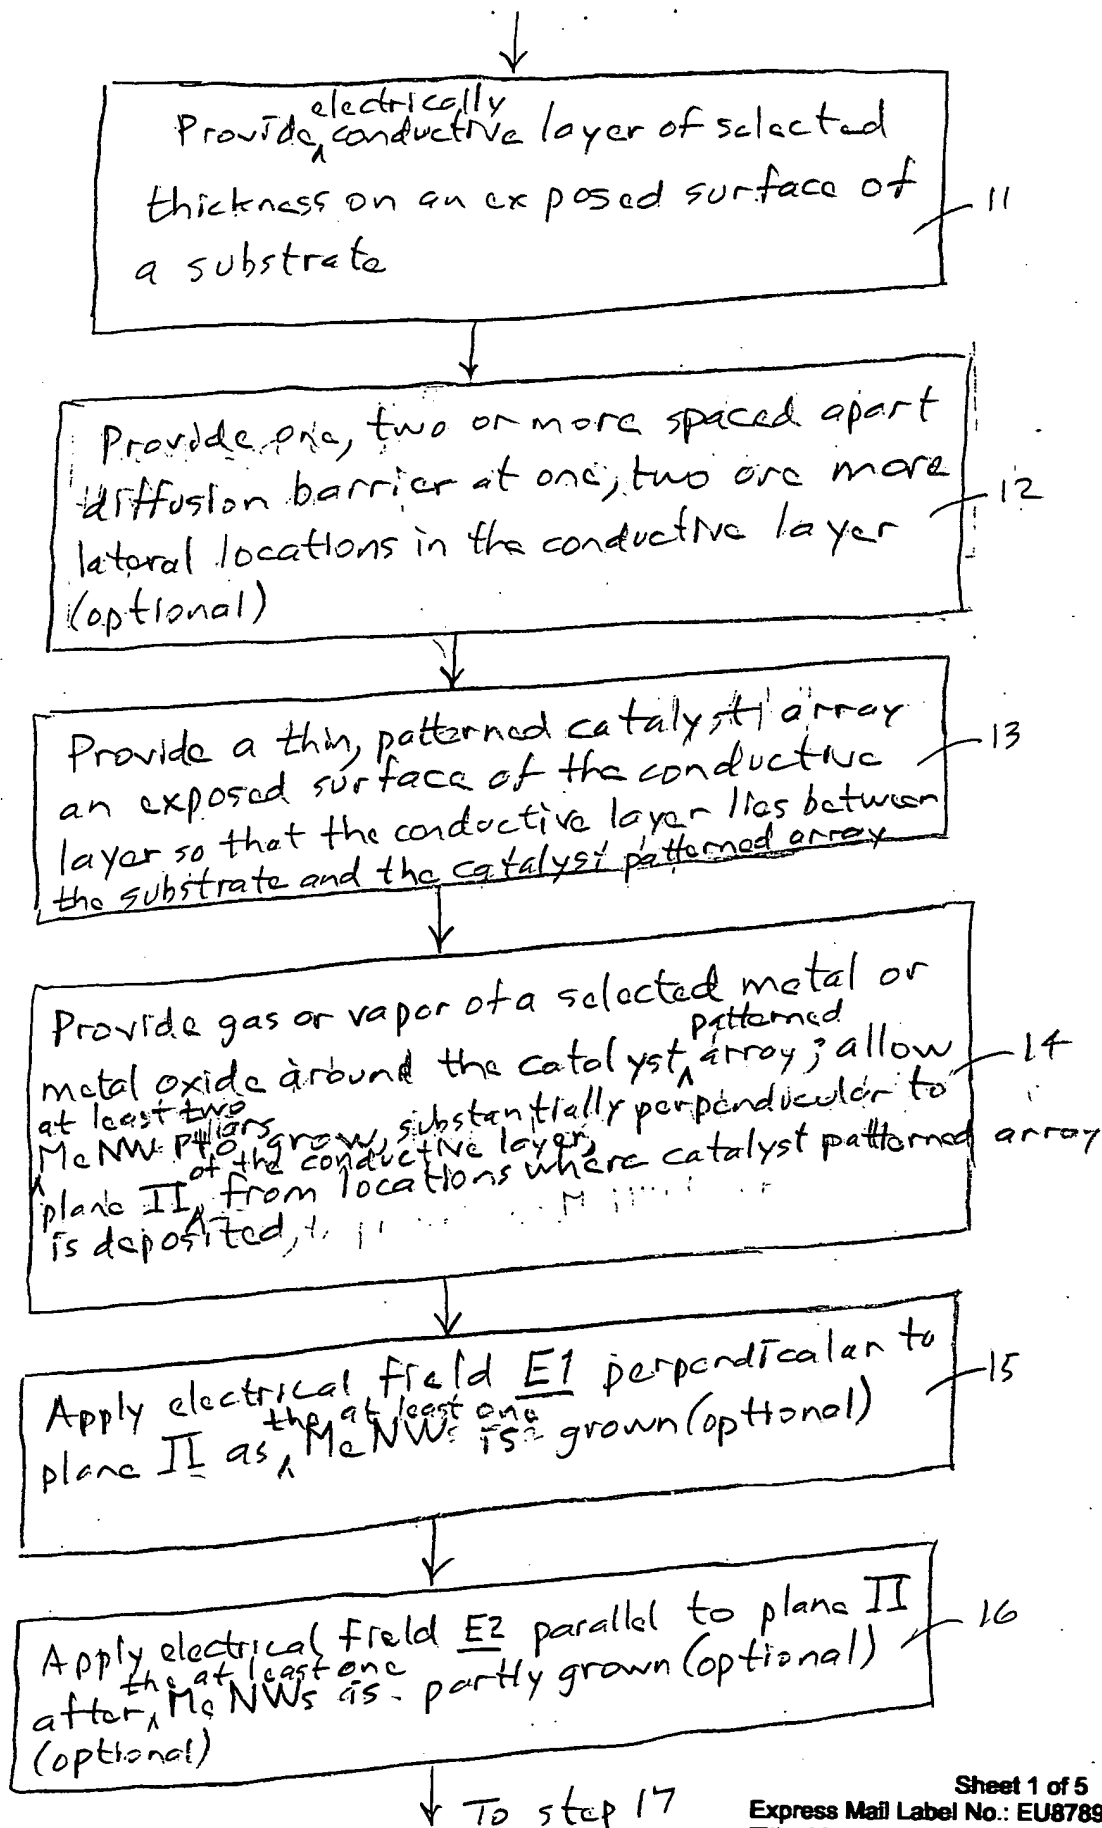 electrically
Provide ‸ conductive layer of selected
thickness on an exposed surface of
a substrate
11
Provide one, two or more spaced apart
diffusion barrier at one, two ore more
lateral locations in the conductive layer
(optional)
12
Provide a thin, patterned catalyst array
an exposed surface of the conductive
layer so that the conductive layer lies between
the substrate and the catalyst patterned array
13
Provide gas or vapor of a selected metal or
patterned
metal oxide around the catalyst ‸ array; allow
at least two
MeNW pillars grow, substantially perpendicular to
of the conductive layer,
plane II ‸ from locations where catalyst patterned array
is deposited,
14
Apply electrical field E1 perpendicalar to
the at least one
plane II as ‸ MeNWs is grown (optional)
15
Apply electrical field E2 parallel to plane II
the at least one
after ‸ MeNWs is partly grown (optional)
(optional)
16
To step 17
Sheet 1 of 5
Express Mail Label No.: EU8789